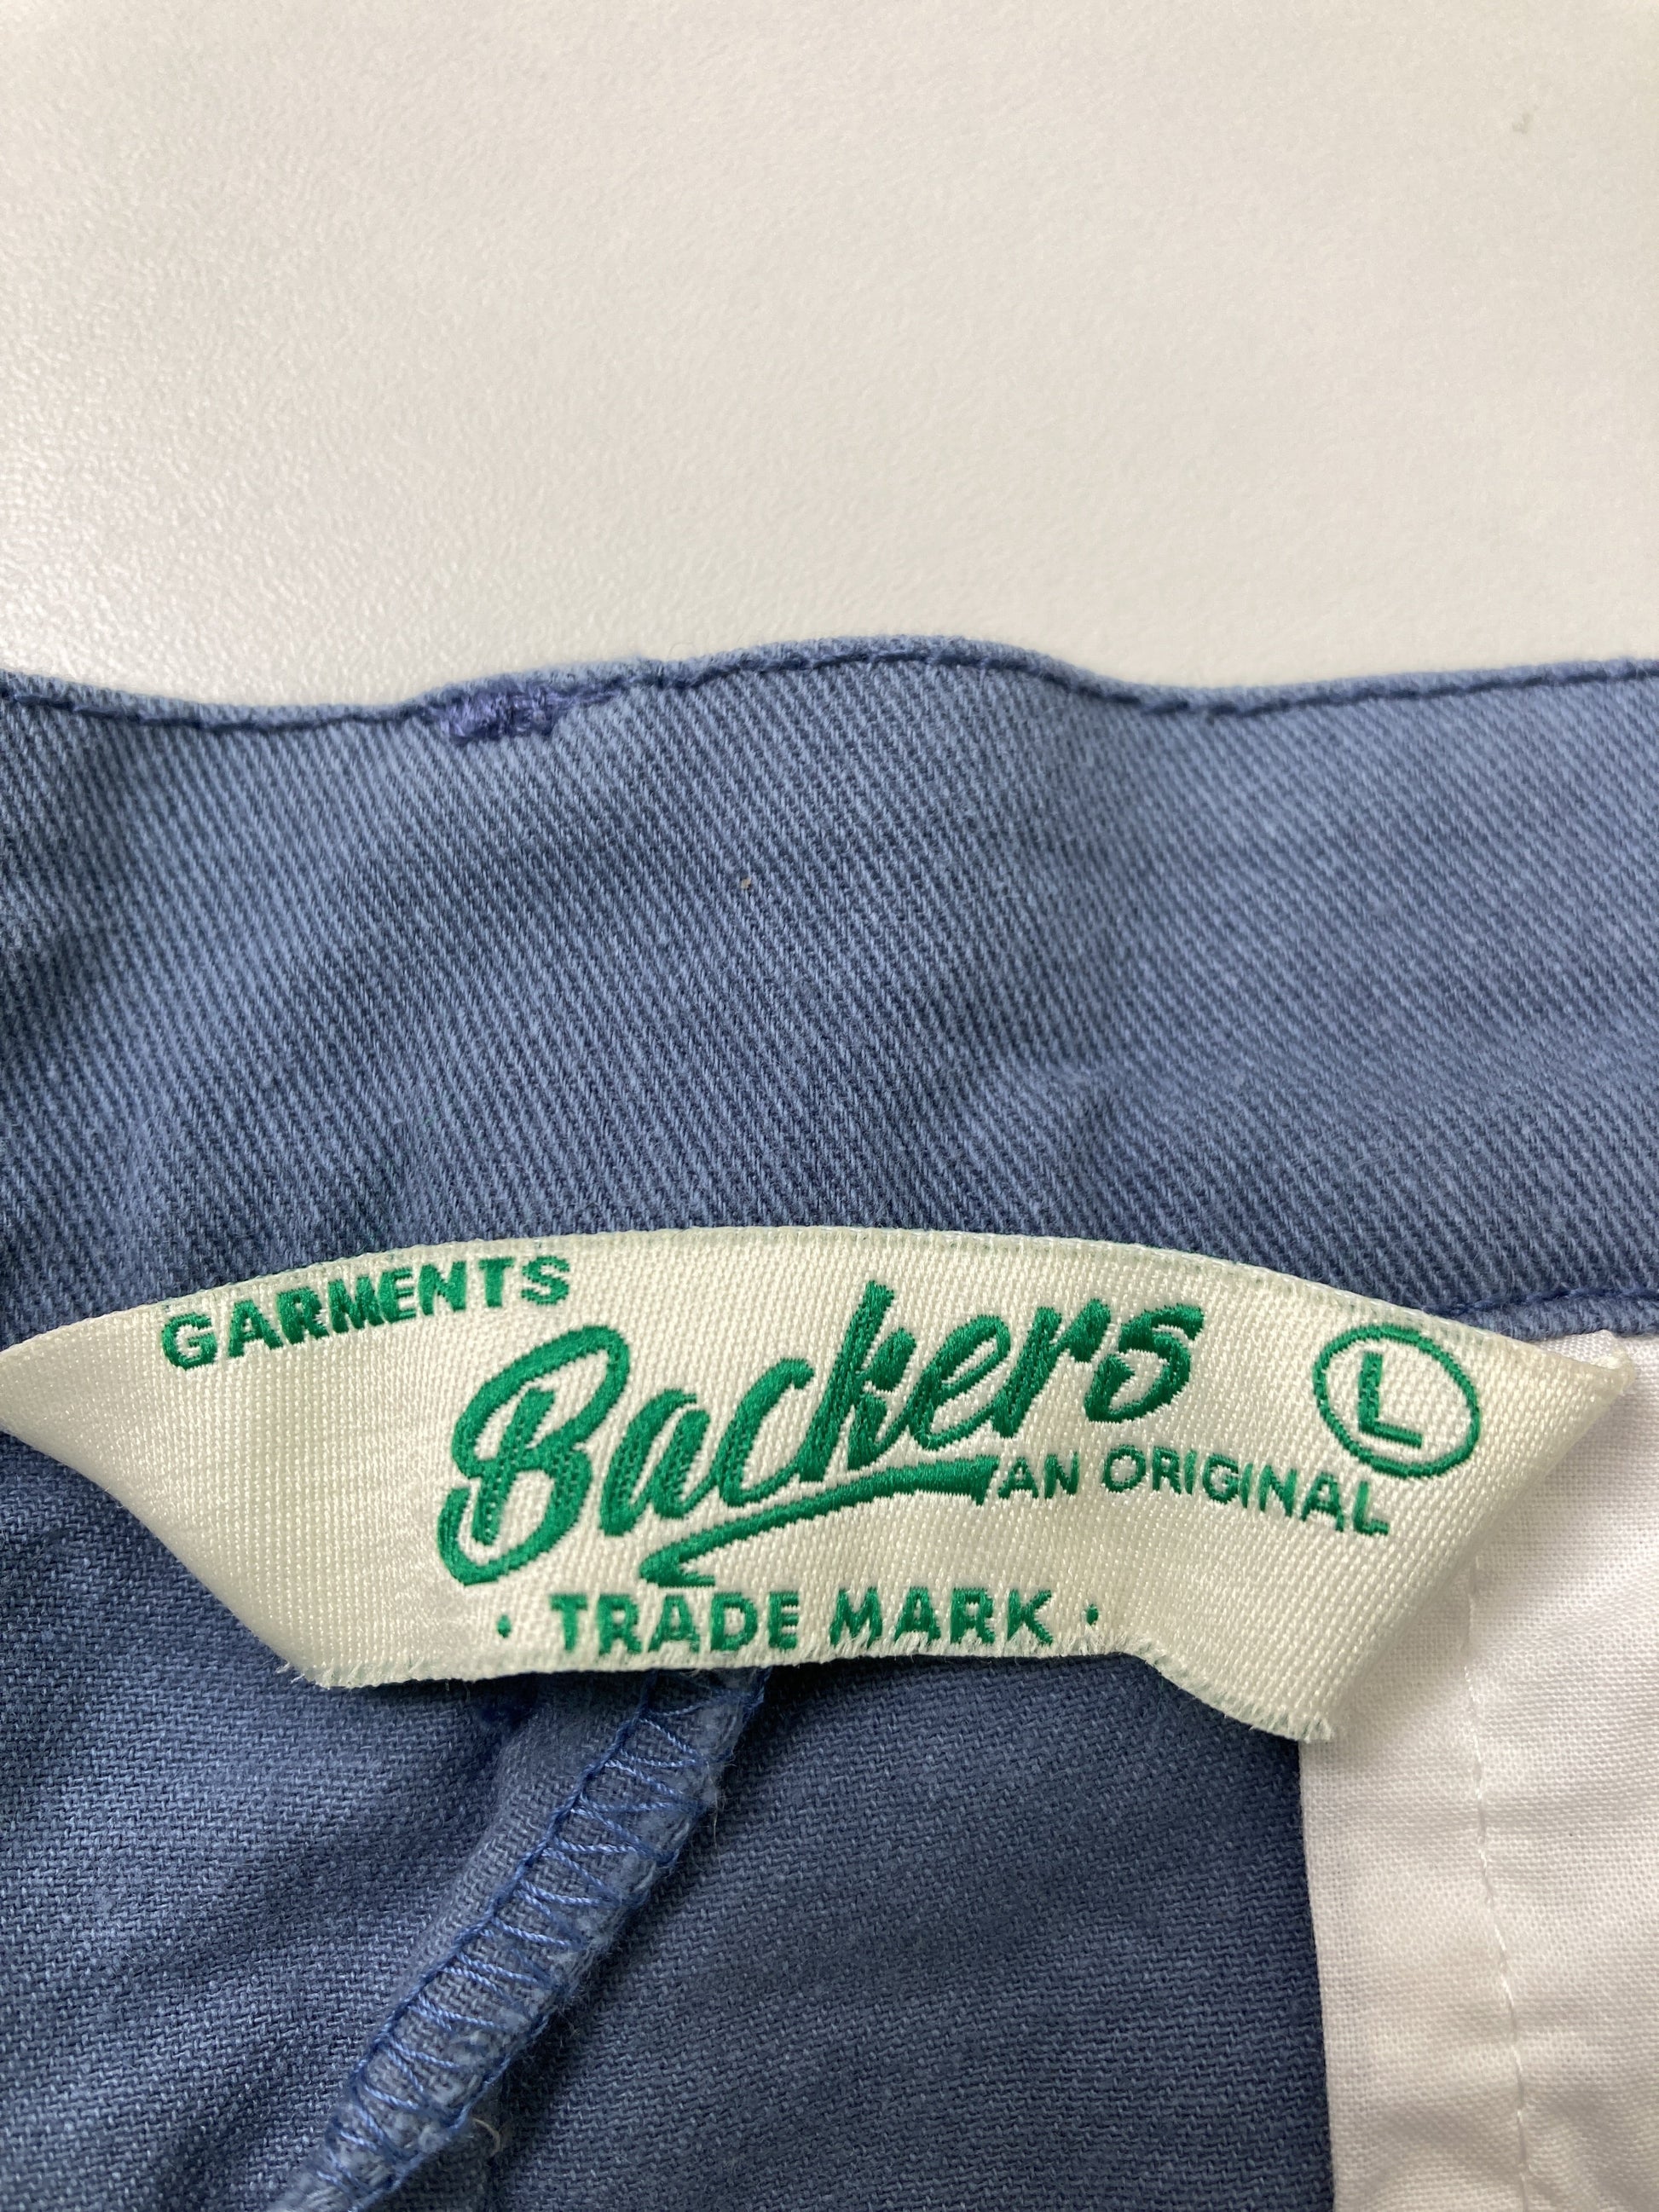 GARMENTS
Backers
L
AN ORIGINAL
· TRADE MARK ·